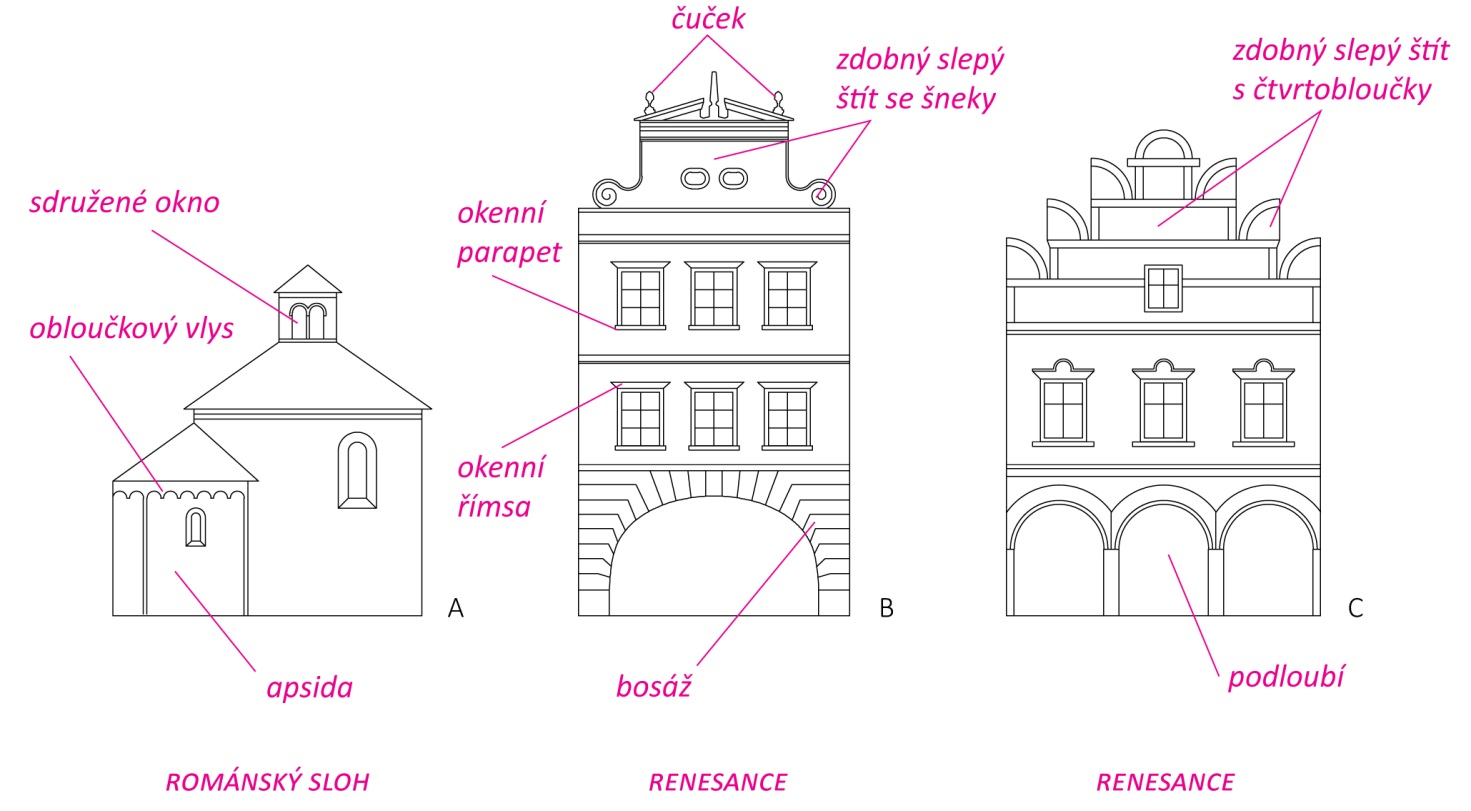 čuček
zdobný slepý
štít se šneky
zdobný slepý štít
s čtvrtobloučky
sdružené okno
okenní
parapet
obloučkový vlys
okenní
římsa
A
B
C
apsida
bosáž
podloubí
ROMÁNSKÝ SLOH
RENESANCE
RENESANCE